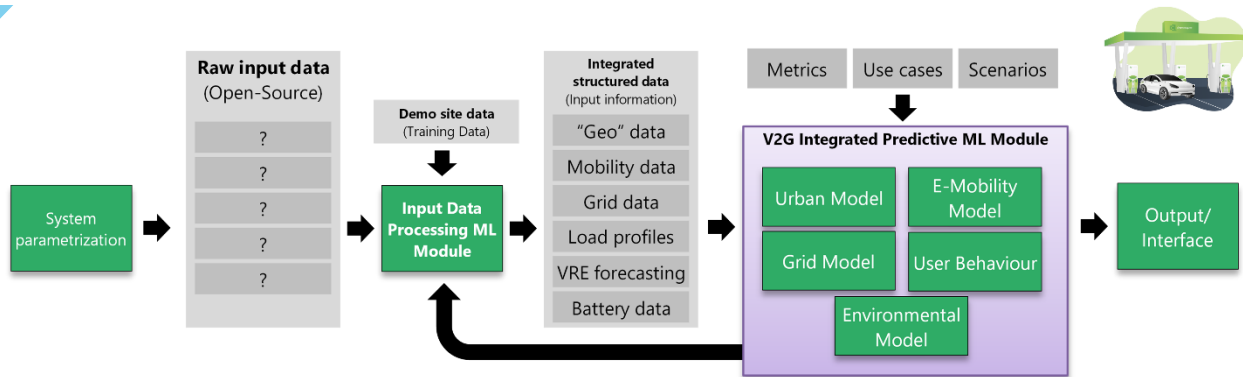 System
parametrization
Raw input data
(Open-Source)
?
?
?
?
?
Demo site data
(Training Data)
Input Data
Processing ML
Module
Integrated
structured data
(Input information)
“Geo” data
Mobility data
Grid data
Load profiles
VRE forecasting
Battery data
Metrics
Use cases
Scenarios
V2G Integrated Predictive ML Module
Urban Model
E-Mobility
Model
Grid Model
User Behaviour
Environmental
Model
Output/
Interface